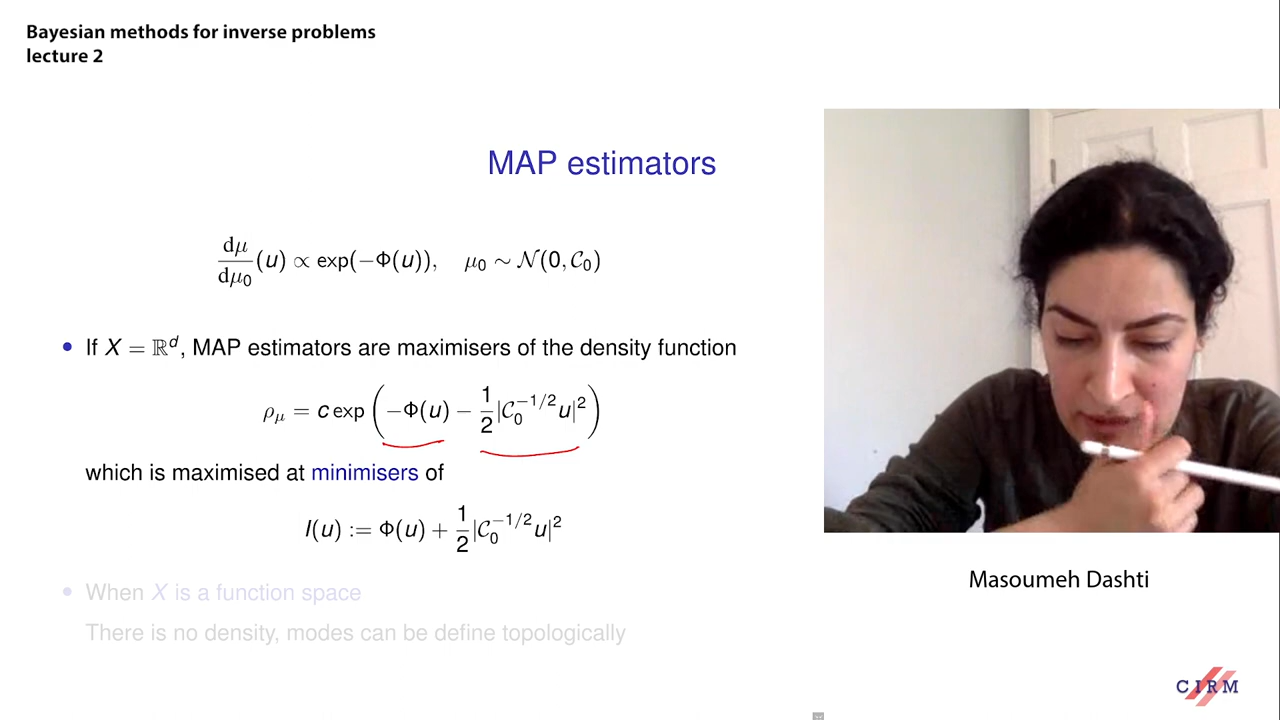 Bayesian methods for inverse problems
lecture 2
MAP estimators
dμ/dμ₀ (u) ∝ exp(−Φ(u)),   μ₀ ∼ 𝒩(0, 𝒞₀)
• If X = ℝᵈ, MAP estimators are maximisers of the density function
ρ_μ = c exp(−Φ(u) − 1/2 |𝒞₀^{−1/2} u|²)
which is maximised at minimisers of
I(u) := Φ(u) + 1/2 |𝒞₀^{−1/2} u|²
• When X is a function space
There is no density, modes can be define topologically
Masoumeh Dashti
CIRM